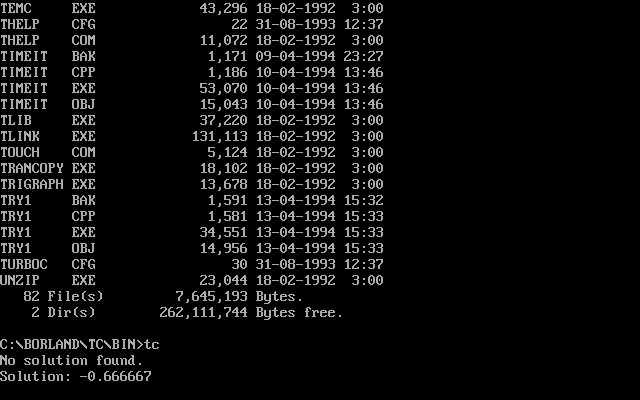 TEMC     EXE             43,296 18-02-1992  3:00
THELP    CFG                 22 31-08-1993 12:37
THELP    COM             11,072 18-02-1992  3:00
TIMEIT   BAK              1,171 09-04-1994 23:27
TIMEIT   CPP              1,186 10-04-1994 13:46
TIMEIT   EXE             53,070 10-04-1994 13:46
TIMEIT   OBJ             15,043 10-04-1994 13:46
TLIB     EXE             37,220 18-02-1992  3:00
TLINK    EXE            131,113 18-02-1992  3:00
TOUCH    COM              5,124 18-02-1992  3:00
TRANCOPY EXE             18,102 18-02-1992  3:00
TRIGRAPH EXE             13,678 18-02-1992  3:00
TRY1     BAK              1,591 13-04-1994 15:32
TRY1     CPP              1,581 13-04-1994 15:33
TRY1     EXE             34,551 13-04-1994 15:33
TRY1     OBJ             14,956 13-04-1994 15:33
TURBOC   CFG                 30 31-08-1993 12:37
UNZIP    EXE             23,044 18-02-1992  3:00
   82 File(s)         7,645,193 Bytes.
    2 Dir(s)        262,111,744 Bytes free.
C:\BORLAND\TC\BIN>tc
No solution found.
Solution: -0.666667